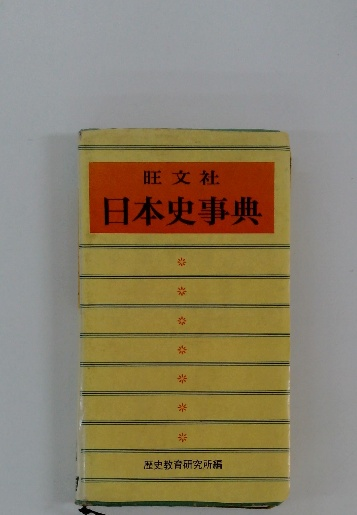 旺文社
日本史事典
歴史教育研究所編